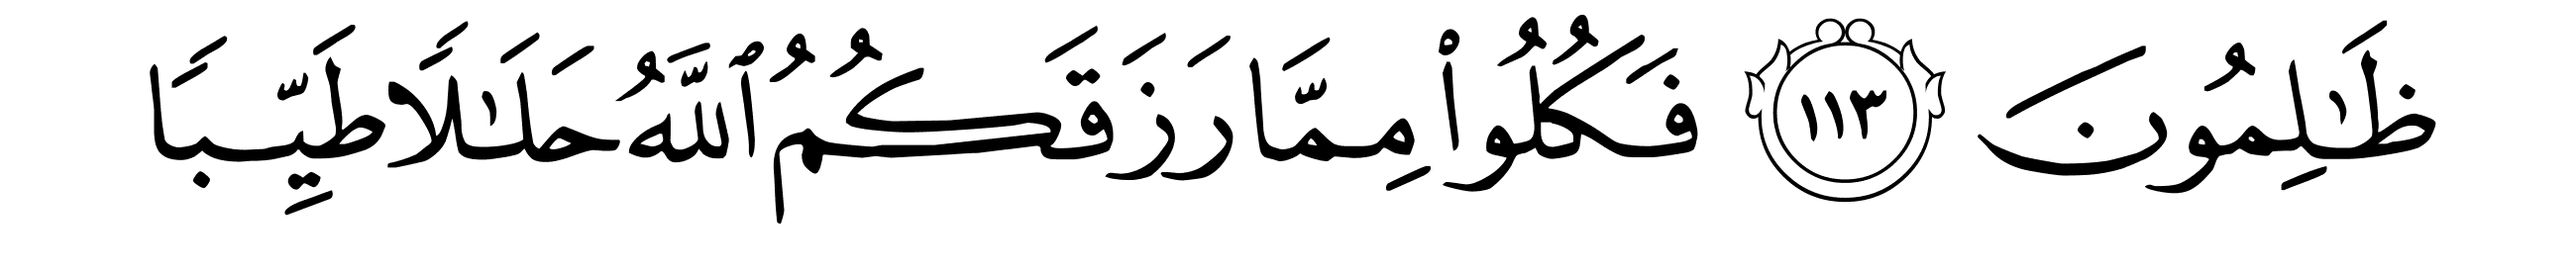 ظَٰلِمُونَ ١١٣ فَكُلُوا۟ مِمَّا رَزَقَكُمُ ٱللَّهُ حَلَٰلًا طَيِّبًا